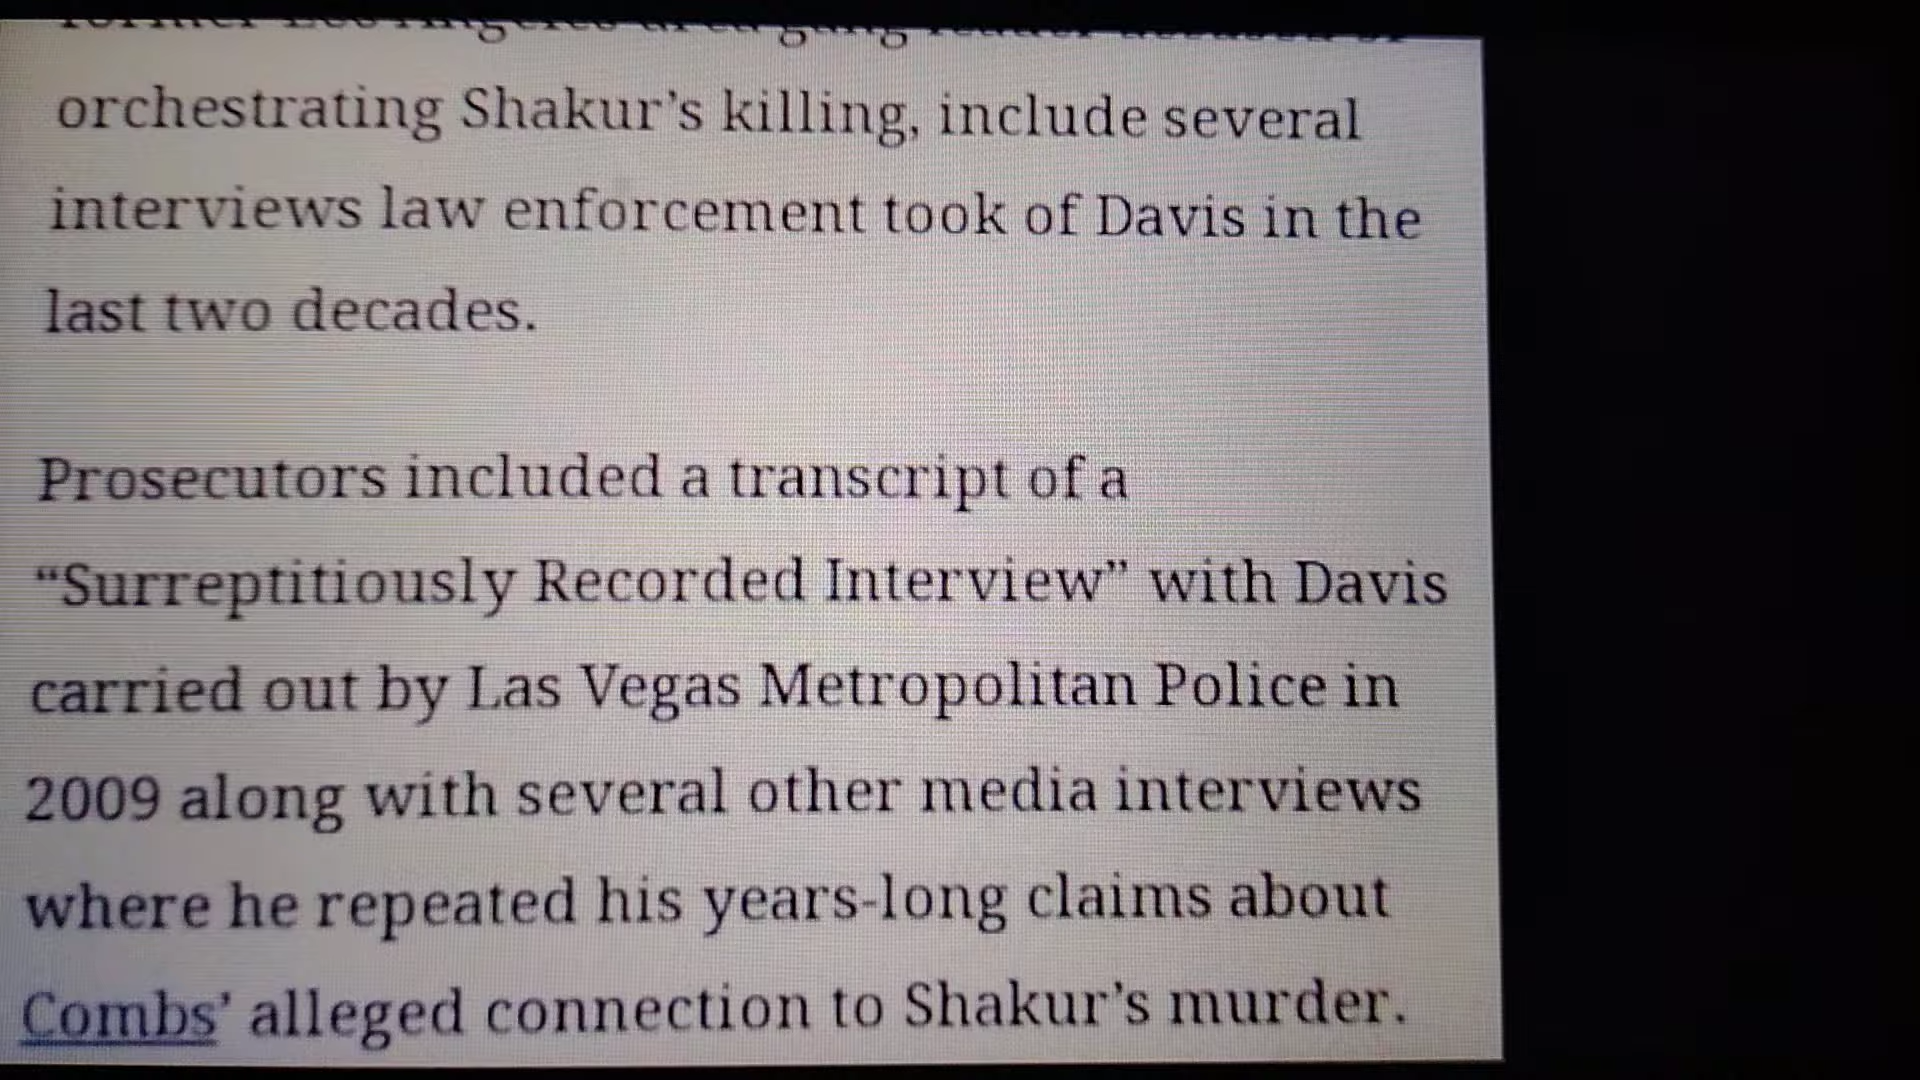 orchestrating Shakur's killing, include several
interviews law enforcement took of Davis in the
last two decades.
Prosecutors included a transcript of a
“Surreptitiously Recorded Interview” with Davis
carried out by Las Vegas Metropolitan Police in
2009 along with several other media interviews
where he repeated his years-long claims about
Combs’ alleged connection to Shakur’s murder.